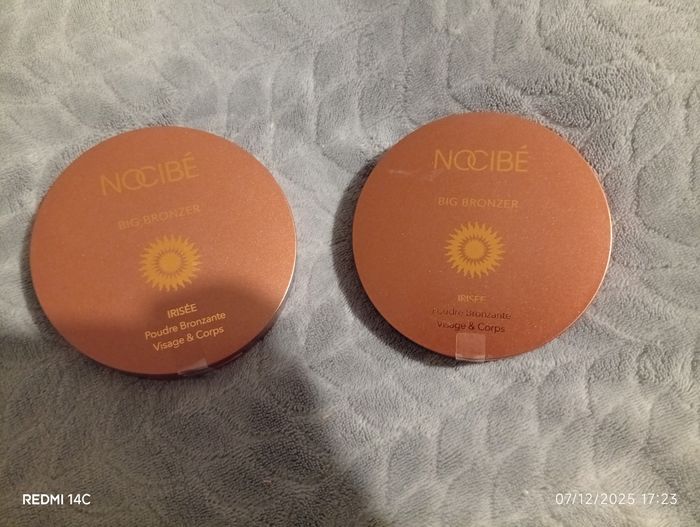 NOCIBÉ
BIG BRONZER
IRISÉE
Poudre Bronzante
Visage & Corps
NOCIBÉ
BIG BRONZER
IRISÉE
Poudre Bronzante
Visage & Corps
REDMI 14C
07/12/2025 17:23